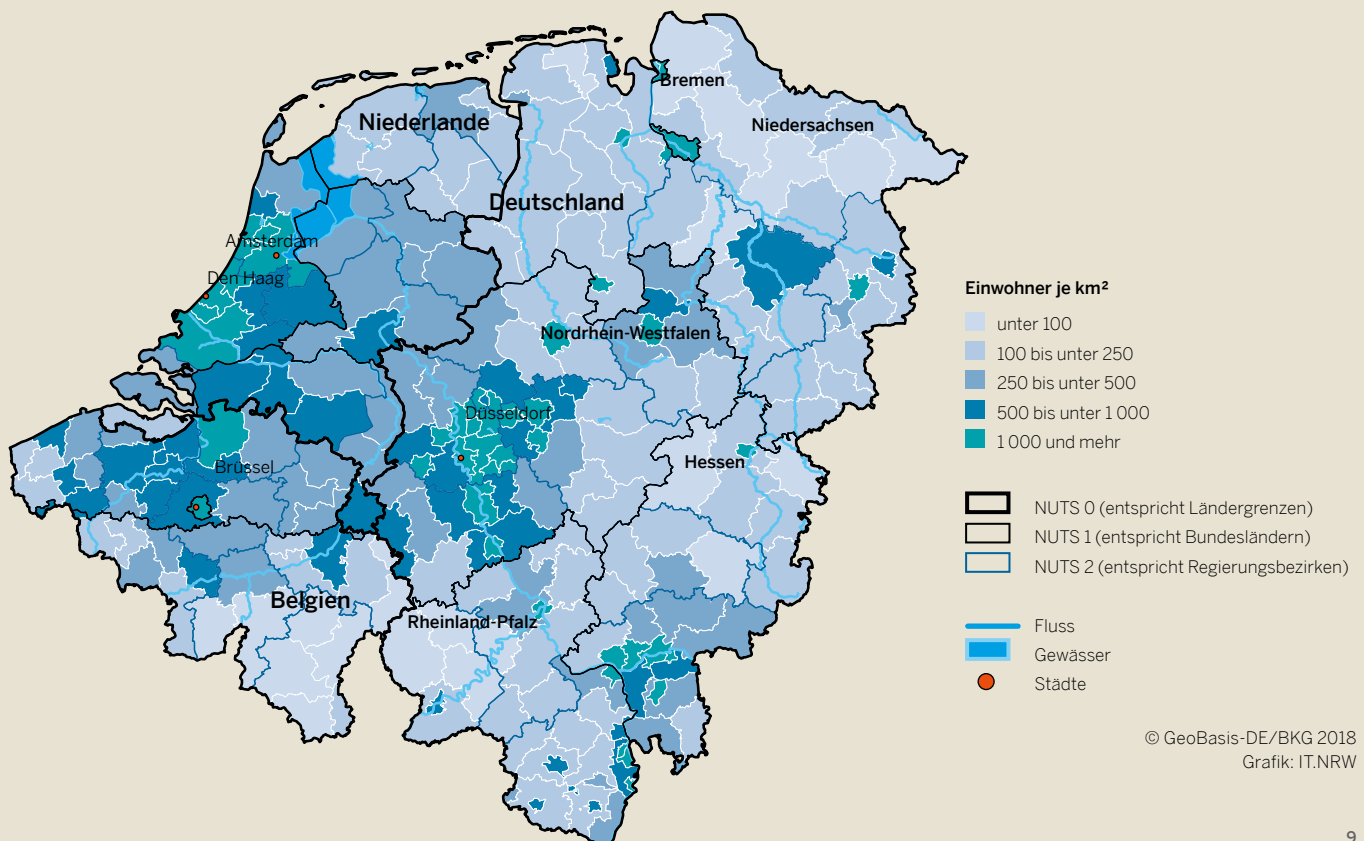 Bremen
Niederlande
Niedersachsen
Deutschland
Amsterdam
Den Haag
Nordrhein-Westfalen
Düsseldorf
Brüssel
Hessen
Belgien
Rheinland-Pfalz
Einwohner je km²
unter 100
100 bis unter 250
250 bis unter 500
500 bis unter 1 000
1 000 und mehr
NUTS 0 (entspricht Ländergrenzen)
NUTS 1 (entspricht Bundesländern)
NUTS 2 (entspricht Regierungsbezirken)
Fluss
Gewässer
Städte
© GeoBasis-DE/BKG 2018
Grafik: IT.NRW
9